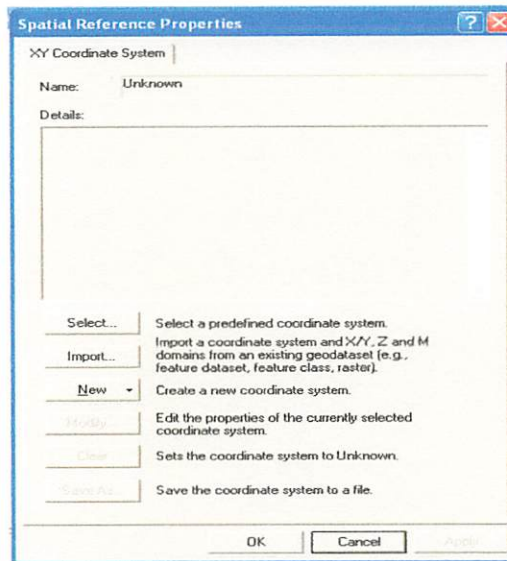 Spatial Reference Properties
XY Coordinate System
Name: Unknown
Details:
Select... Select a predefined coordinate system.
Import... Import a coordinate system and X/Y, Z and M
domains from an existing geodataset (e.g.,
feature dataset, feature class, raster).
New Create a new coordinate system.
Modify... Edit the properties of the currently selected
coordinate system.
Clear Sets the coordinate system to Unknown.
Save As... Save the coordinate system to a file.
OK Cancel Apply